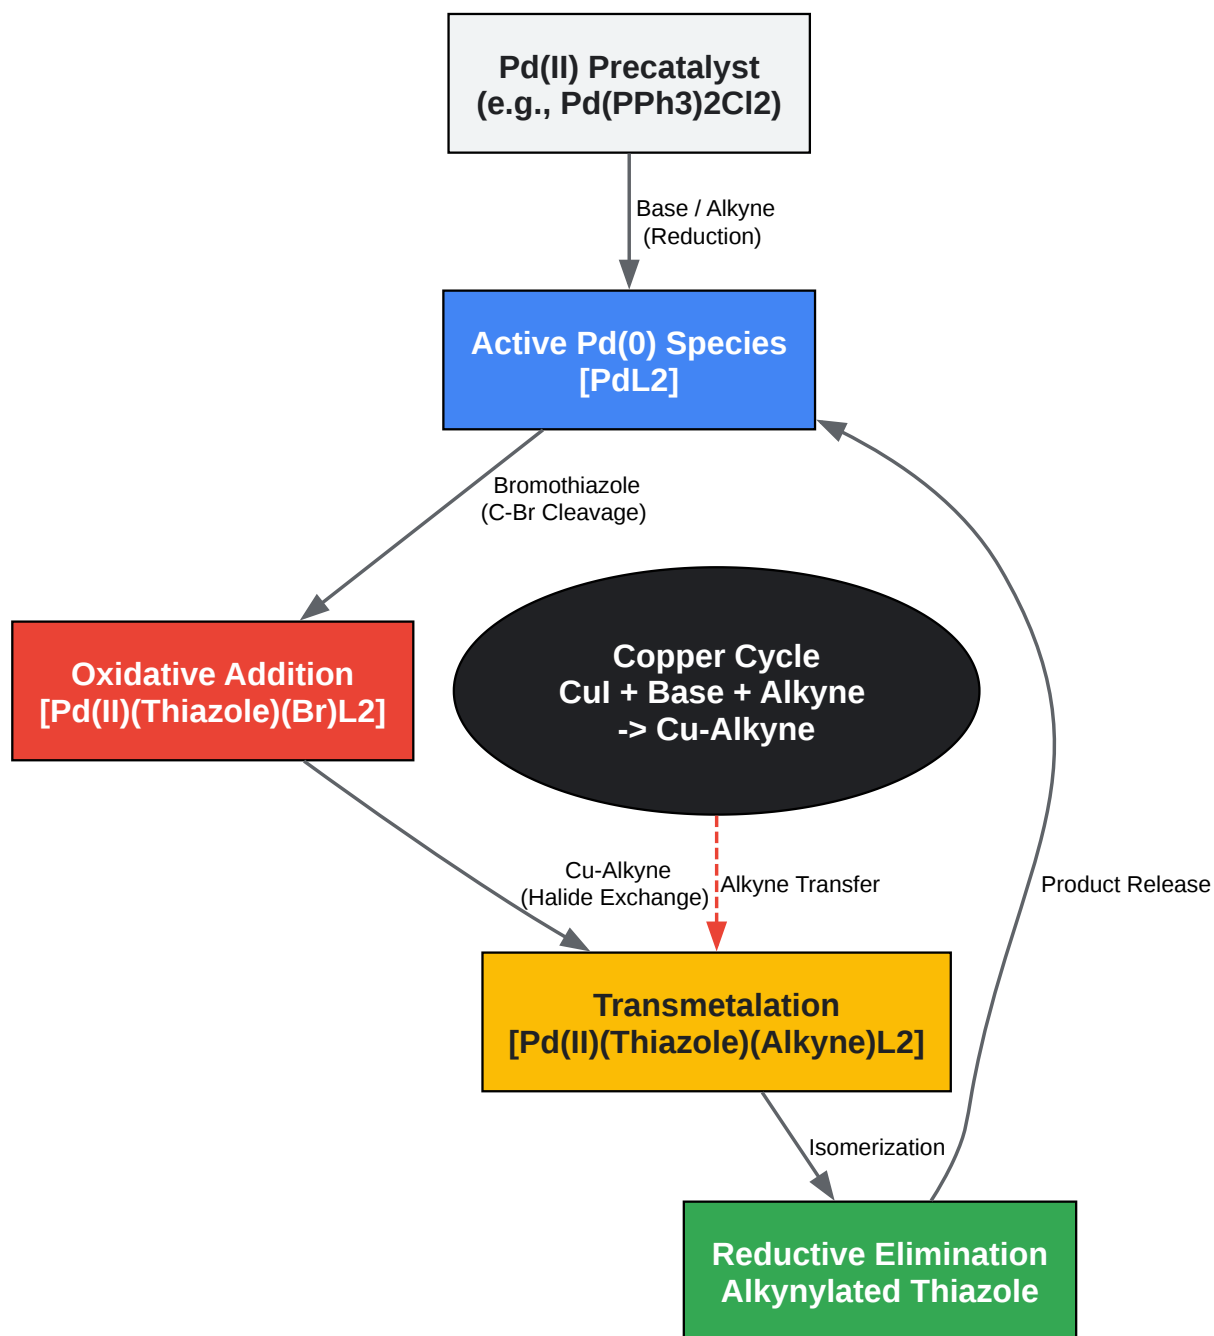 Pd(II) Precatalyst
(e.g., Pd(PPh3)2Cl2)
Base / Alkyne
(Reduction)
Active Pd(0) Species
[PdL2]
Bromothiazole
(C-Br Cleavage)
Oxidative Addition
[Pd(II)(Thiazole)(Br)L2]
Copper Cycle
CuI + Base + Alkyne
-> Cu-Alkyne
Cu-Alkyne
(Halide Exchange)
Alkyne Transfer
Product Release
Transmetalation
[Pd(II)(Thiazole)(Alkyne)L2]
Isomerization
Reductive Elimination
Alkynylated Thiazole